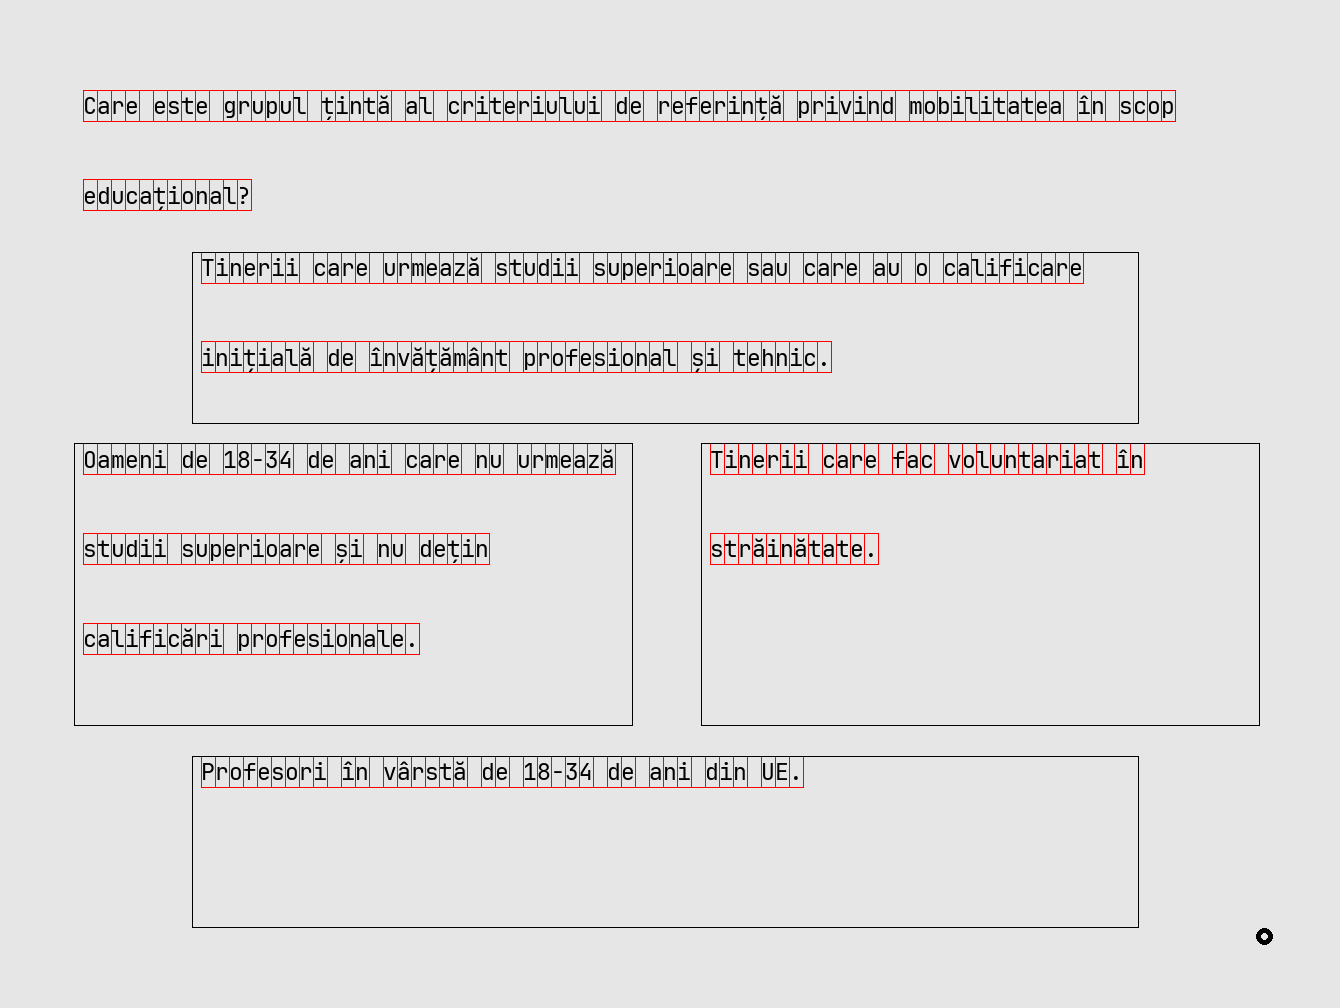 Care este grupul țintă al criteriului de referință privind mobilitatea în scop
educațional?
Tinerii care urmează studii superioare sau care au o calificare
inițială de învățământ profesional și tehnic.
Oameni de 18-34 de ani care nu urmează
studii superioare și nu dețin
calificări profesionale.
Tinerii care fac voluntariat în
străinătate.
Profesori în vârstă de 18-34 de ani din UE.